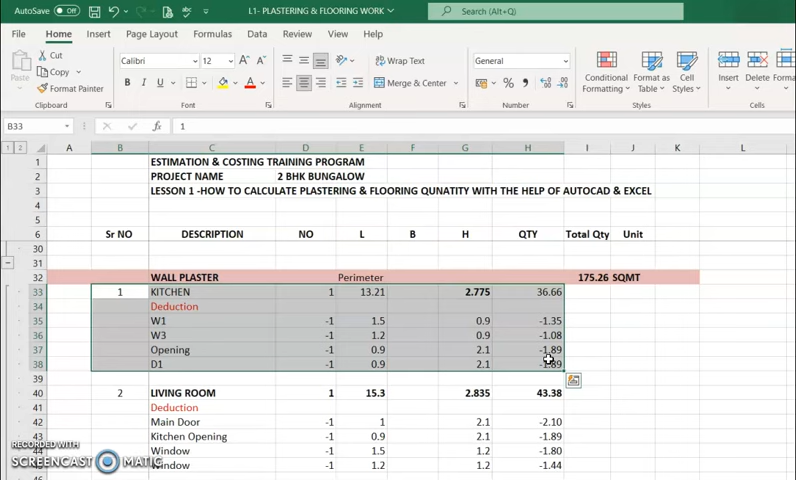 AutoSave Off L1- PLASTERING & FLOORING WORK Search (Alt+Q)
File Home Insert Page Layout Formulas Data Review View Help
Cut
Copy
Format Painter
Paste
Calibri 12
B I U
Wrap Text
Merge & Center
General
Conditional Formatting
Format as Table
Cell Styles
Insert Delete Format
Clipboard Font Alignment Number Styles Cells
B33 fx 1
1 2 A B C D E F G H I J K L
1 ESTIMATION & COSTING TRAINING PROGRAM
2 PROJECT NAME 2 BHK BUNGALOW
3 LESSON 1 -HOW TO CALCULATE PLASTERING & FLOORING QUNATITY WITH THE HELP OF AUTOCAD & EXCEL
4
5
6 Sr NO DESCRIPTION NO L B H QTY Total Qty Unit
30
31
32 WALL PLASTER Perimeter 175.26 SQMT
33 1 KITCHEN 1 13.21 2.775 36.66
34 Deduction
35 W1 -1 1.5 0.9 -1.35
36 W3 -1 1.2 0.9 -1.08
37 Opening -1 0.9 2.1 -1.89
38 D1 -1 0.9 2.1 -1.89
39
40 2 LIVING ROOM 1 15.3 2.835 43.38
41 Deduction
42 Main Door -1 1 2.1 -2.10
43 Kitchen Opening -1 0.9 2.1 -1.89
Window -1 1.5 1.2 -1.80
Window -1 1.2 1.2 -1.44
RECORDED WITH
SCREENCAST MATIC